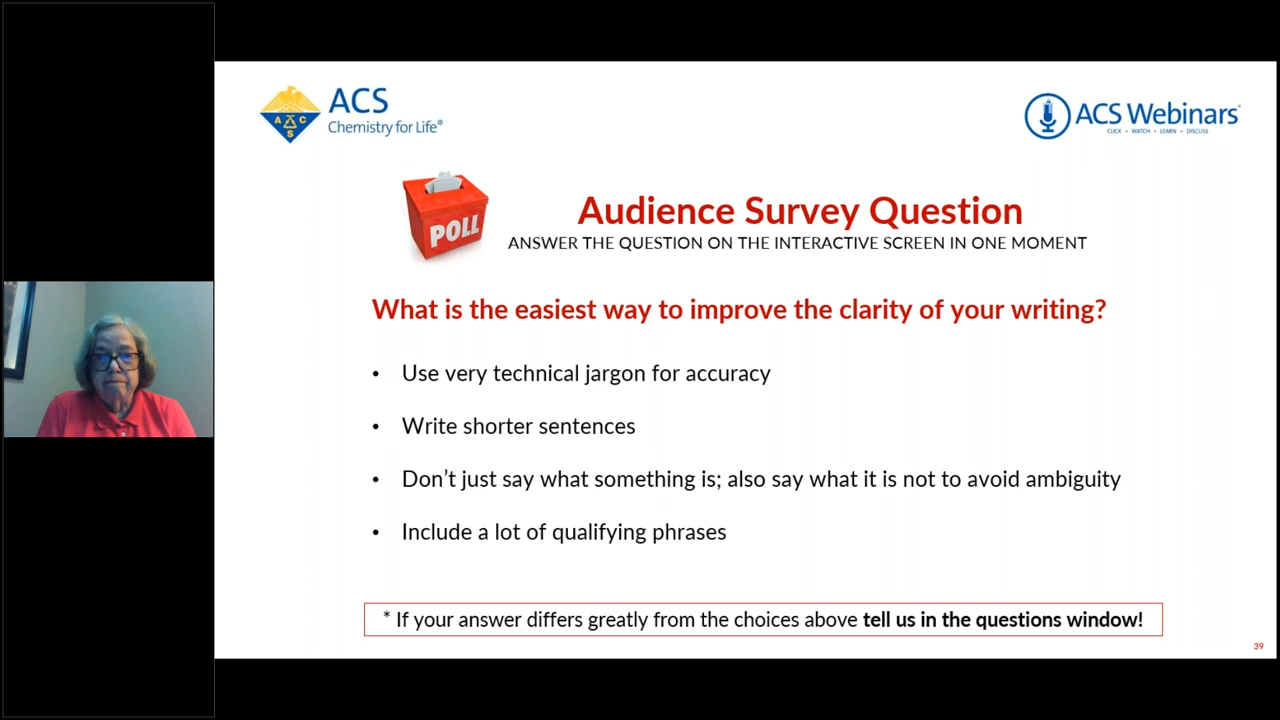 ACS
Chemistry for Life®
A C S
ACS Webinars
CLICK • WATCH • LEARN • DISCUSS
POLL
Audience Survey Question
ANSWER THE QUESTION ON THE INTERACTIVE SCREEN IN ONE MOMENT
What is the easiest way to improve the clarity of your writing?
• Use very technical jargon for accuracy
• Write shorter sentences
• Don’t just say what something is; also say what it is not to avoid ambiguity
• Include a lot of qualifying phrases
* If your answer differs greatly from the choices above tell us in the questions window!
39